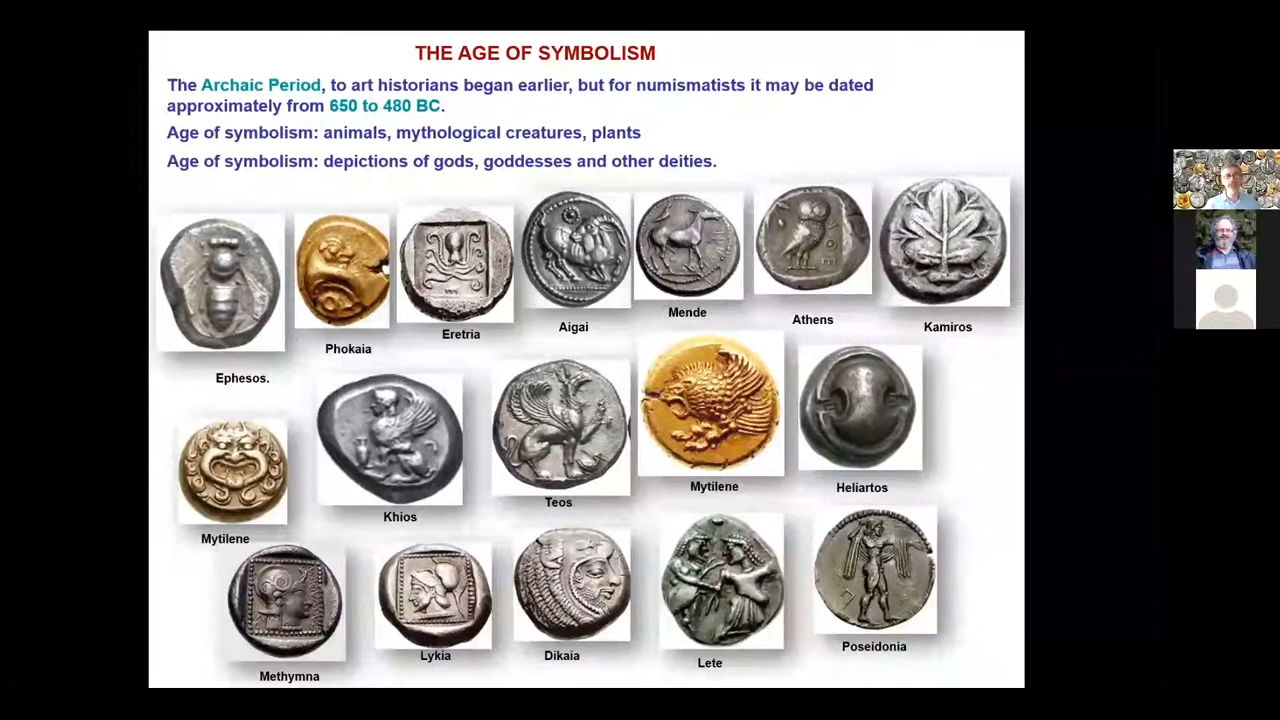 THE AGE OF SYMBOLISM
The Archaic Period, to art historians began earlier, but for numismatists it may be dated
approximately from 650 to 480 BC.
Age of symbolism: animals, mythological creatures, plants
Age of symbolism: depictions of gods, goddesses and other deities.
Ephesos.
Phokaia
Eretria
Aigai
Mende
Athens
Kamiros
Mytilene
Khios
Teos
Mytilene
Heliartos
Methymna
Lykia
Dikaia
Lete
Poseidonia